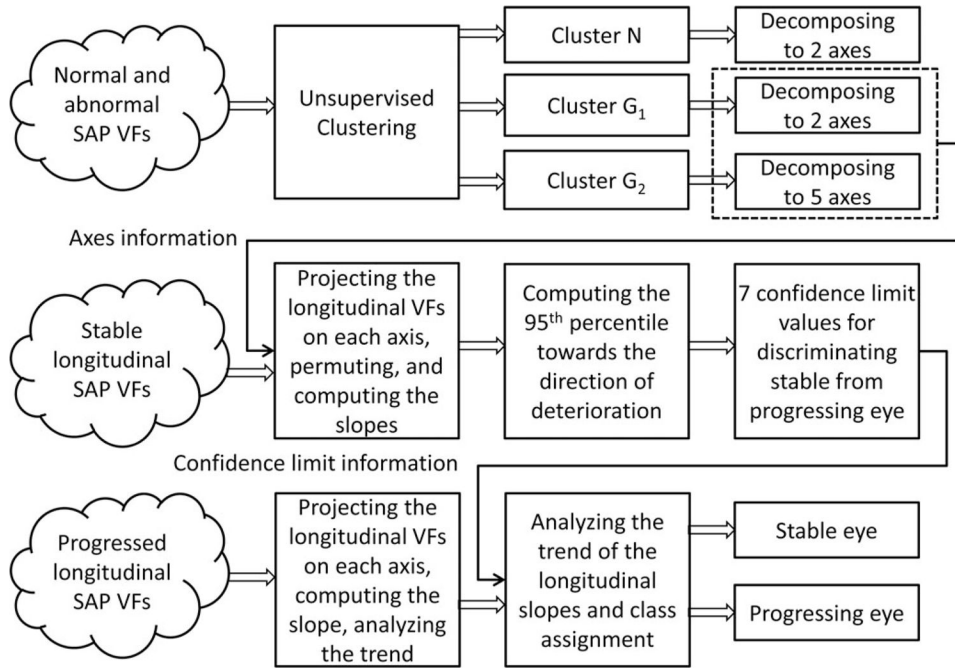 Normal and
abnormal
SAP VFs
Unsupervised
Clustering
Cluster N
Decomposing
to 2 axes
Cluster G₁
Decomposing
to 2 axes
Cluster G₂
Decomposing
to 5 axes
Axes information
Stable
longitudinal
SAP VFs
Projecting the
longitudinal VFs
on each axis,
permuting, and
computing the
slopes
Computing the
95ᵗʰ percentile
towards the
direction of
deterioration
7 confidence limit
values for
discriminating
stable from
progressing eye
Confidence limit information
Progressed
longitudinal
SAP VFs
Projecting the
longitudinal VFs
on each axis,
computing the
slope, analyzing
the trend
Analyzing the
trend of the
longitudinal
slopes and class
assignment
Stable eye
Progressing eye